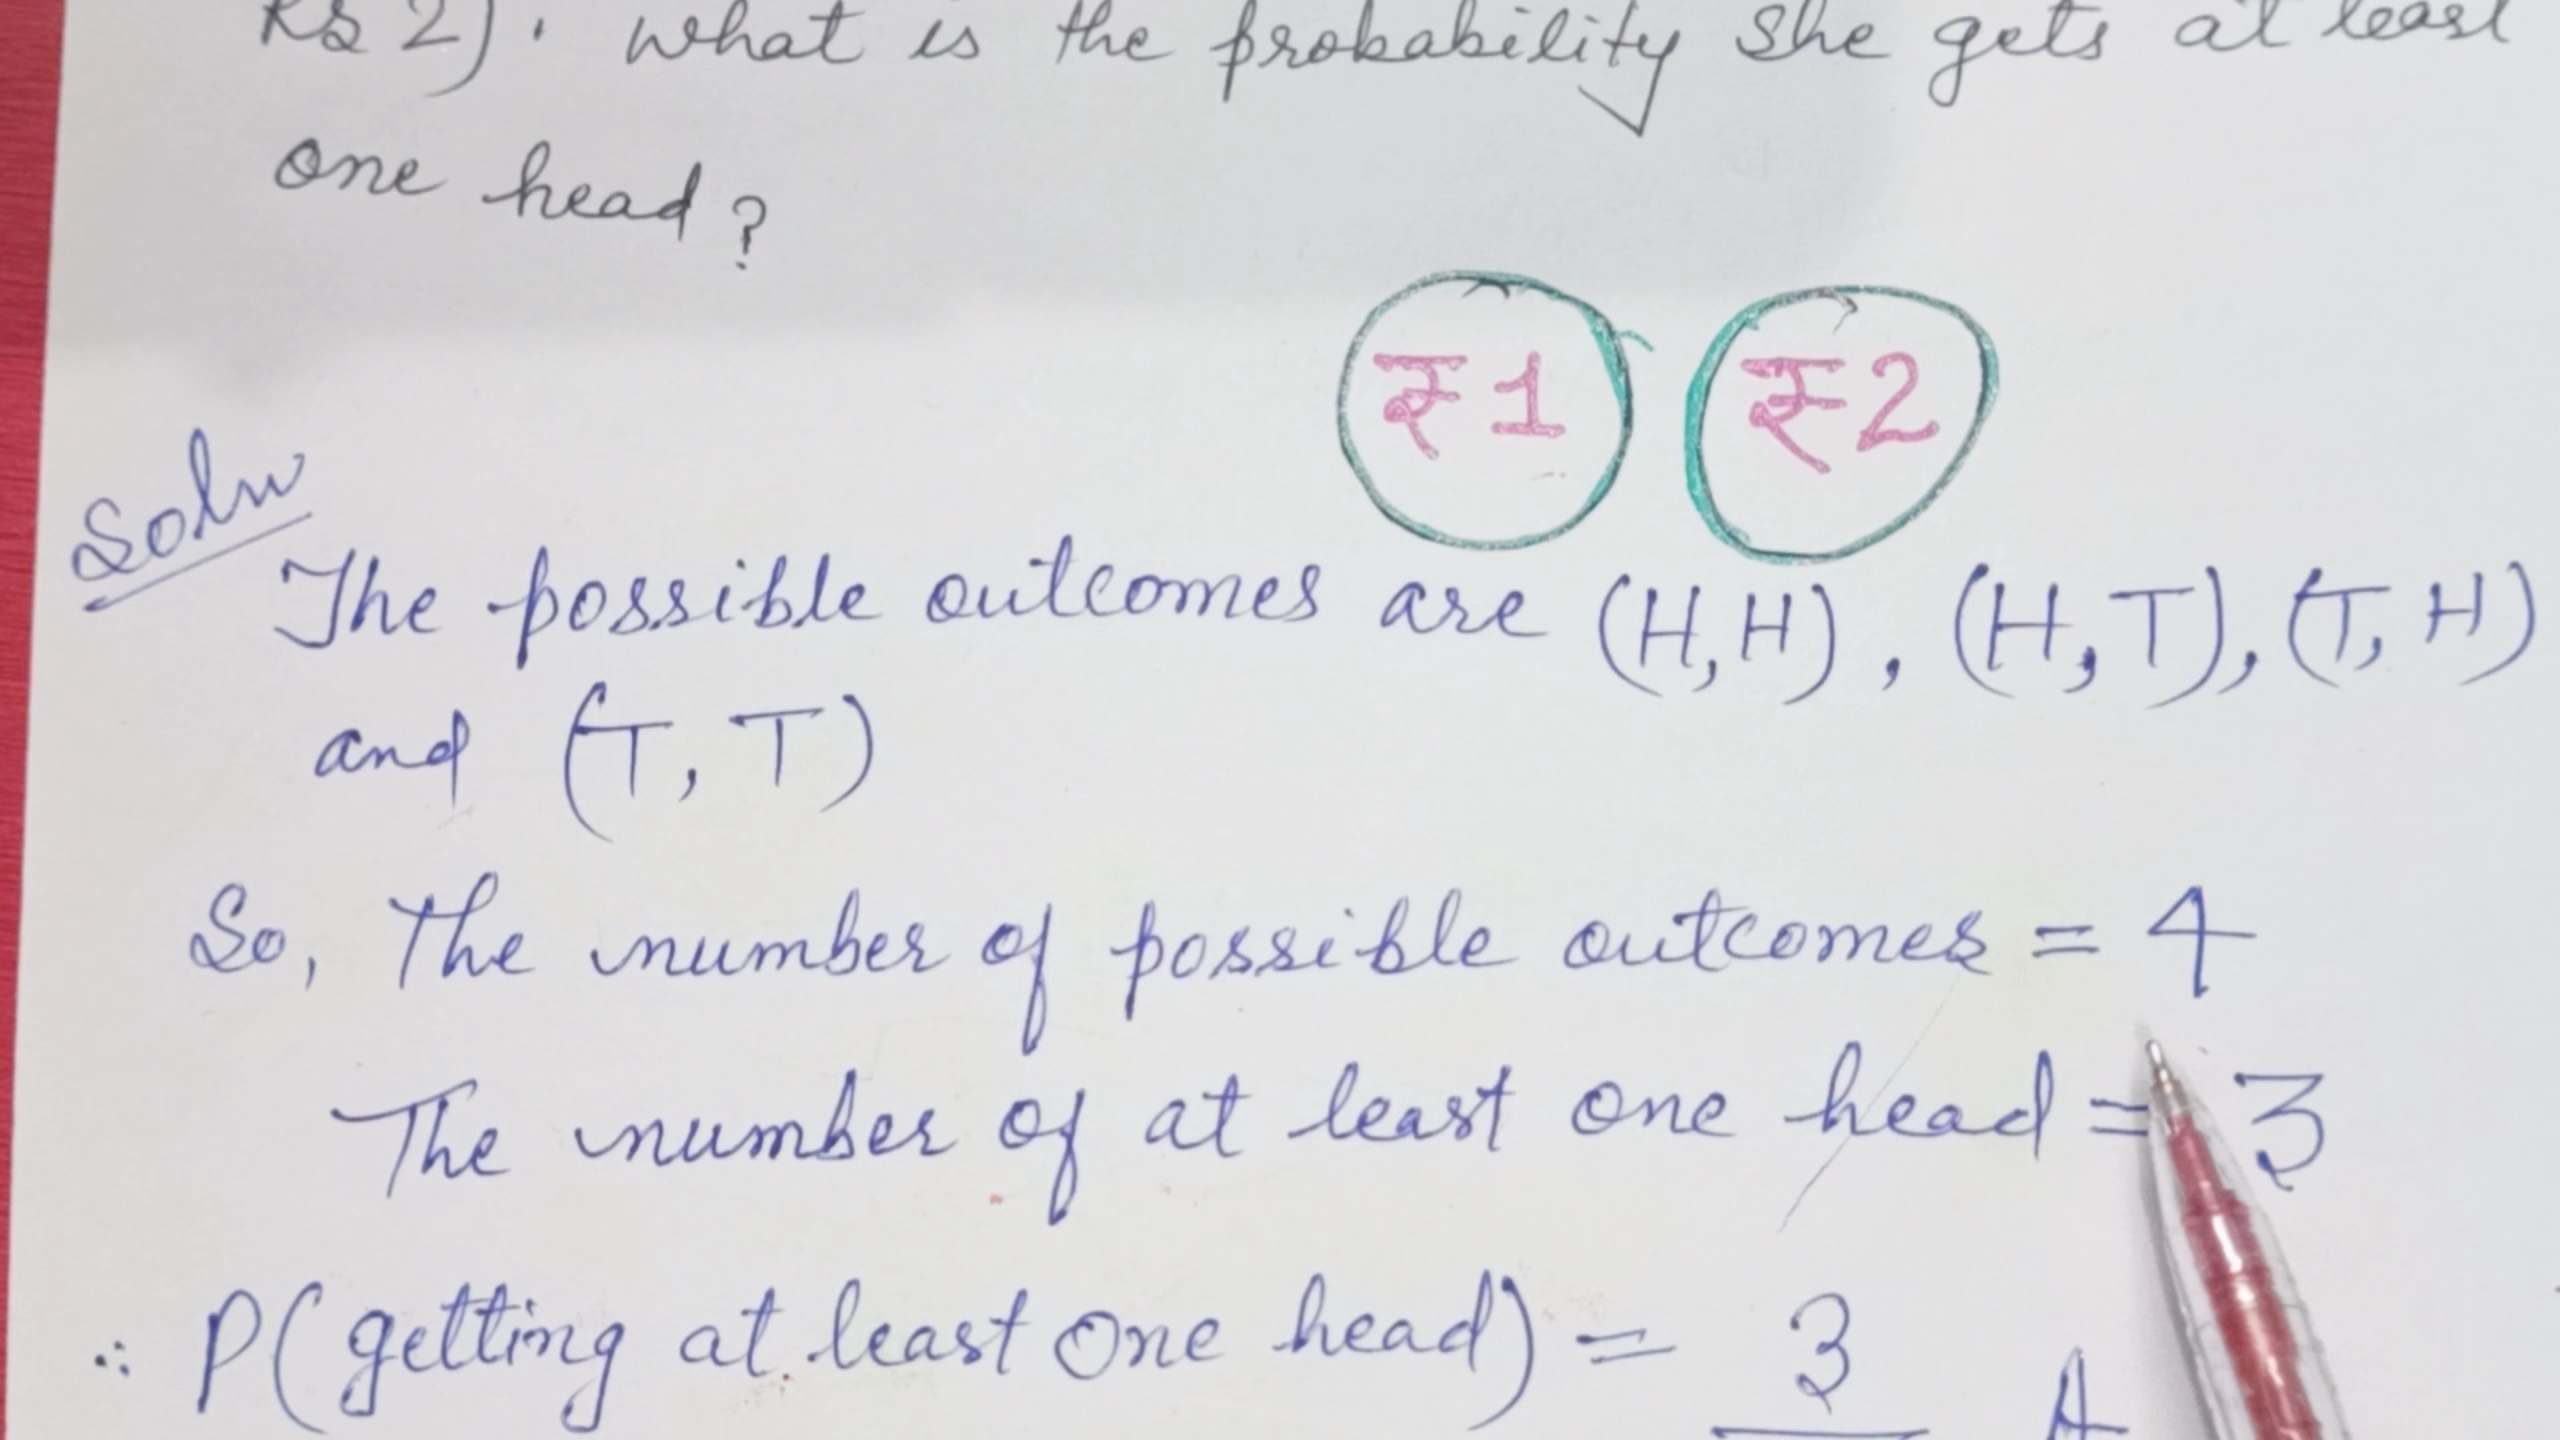 Rs 2). What is the probability she gets at least
one head?
₹1 ₹2
Soln
The possible outcomes are (H,H), (H,T), (T,H)
and (T, T)
So, The number of possible outcomes = 4
The number of at least one head = 3
∴ P(getting at least one head) = 3